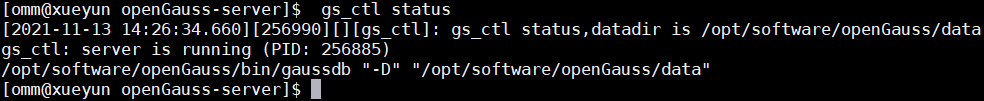 [omm@xueyun openGauss-server]$  gs_ctl status
[2021-11-13 14:26:34.660][256990][][gs_ctl]: gs_ctl status,datadir is /opt/software/openGauss/data
gs_ctl: server is running (PID: 256885)
/opt/software/openGauss/bin/gaussdb "-D" "/opt/software/openGauss/data"
[omm@xueyun openGauss-server]$